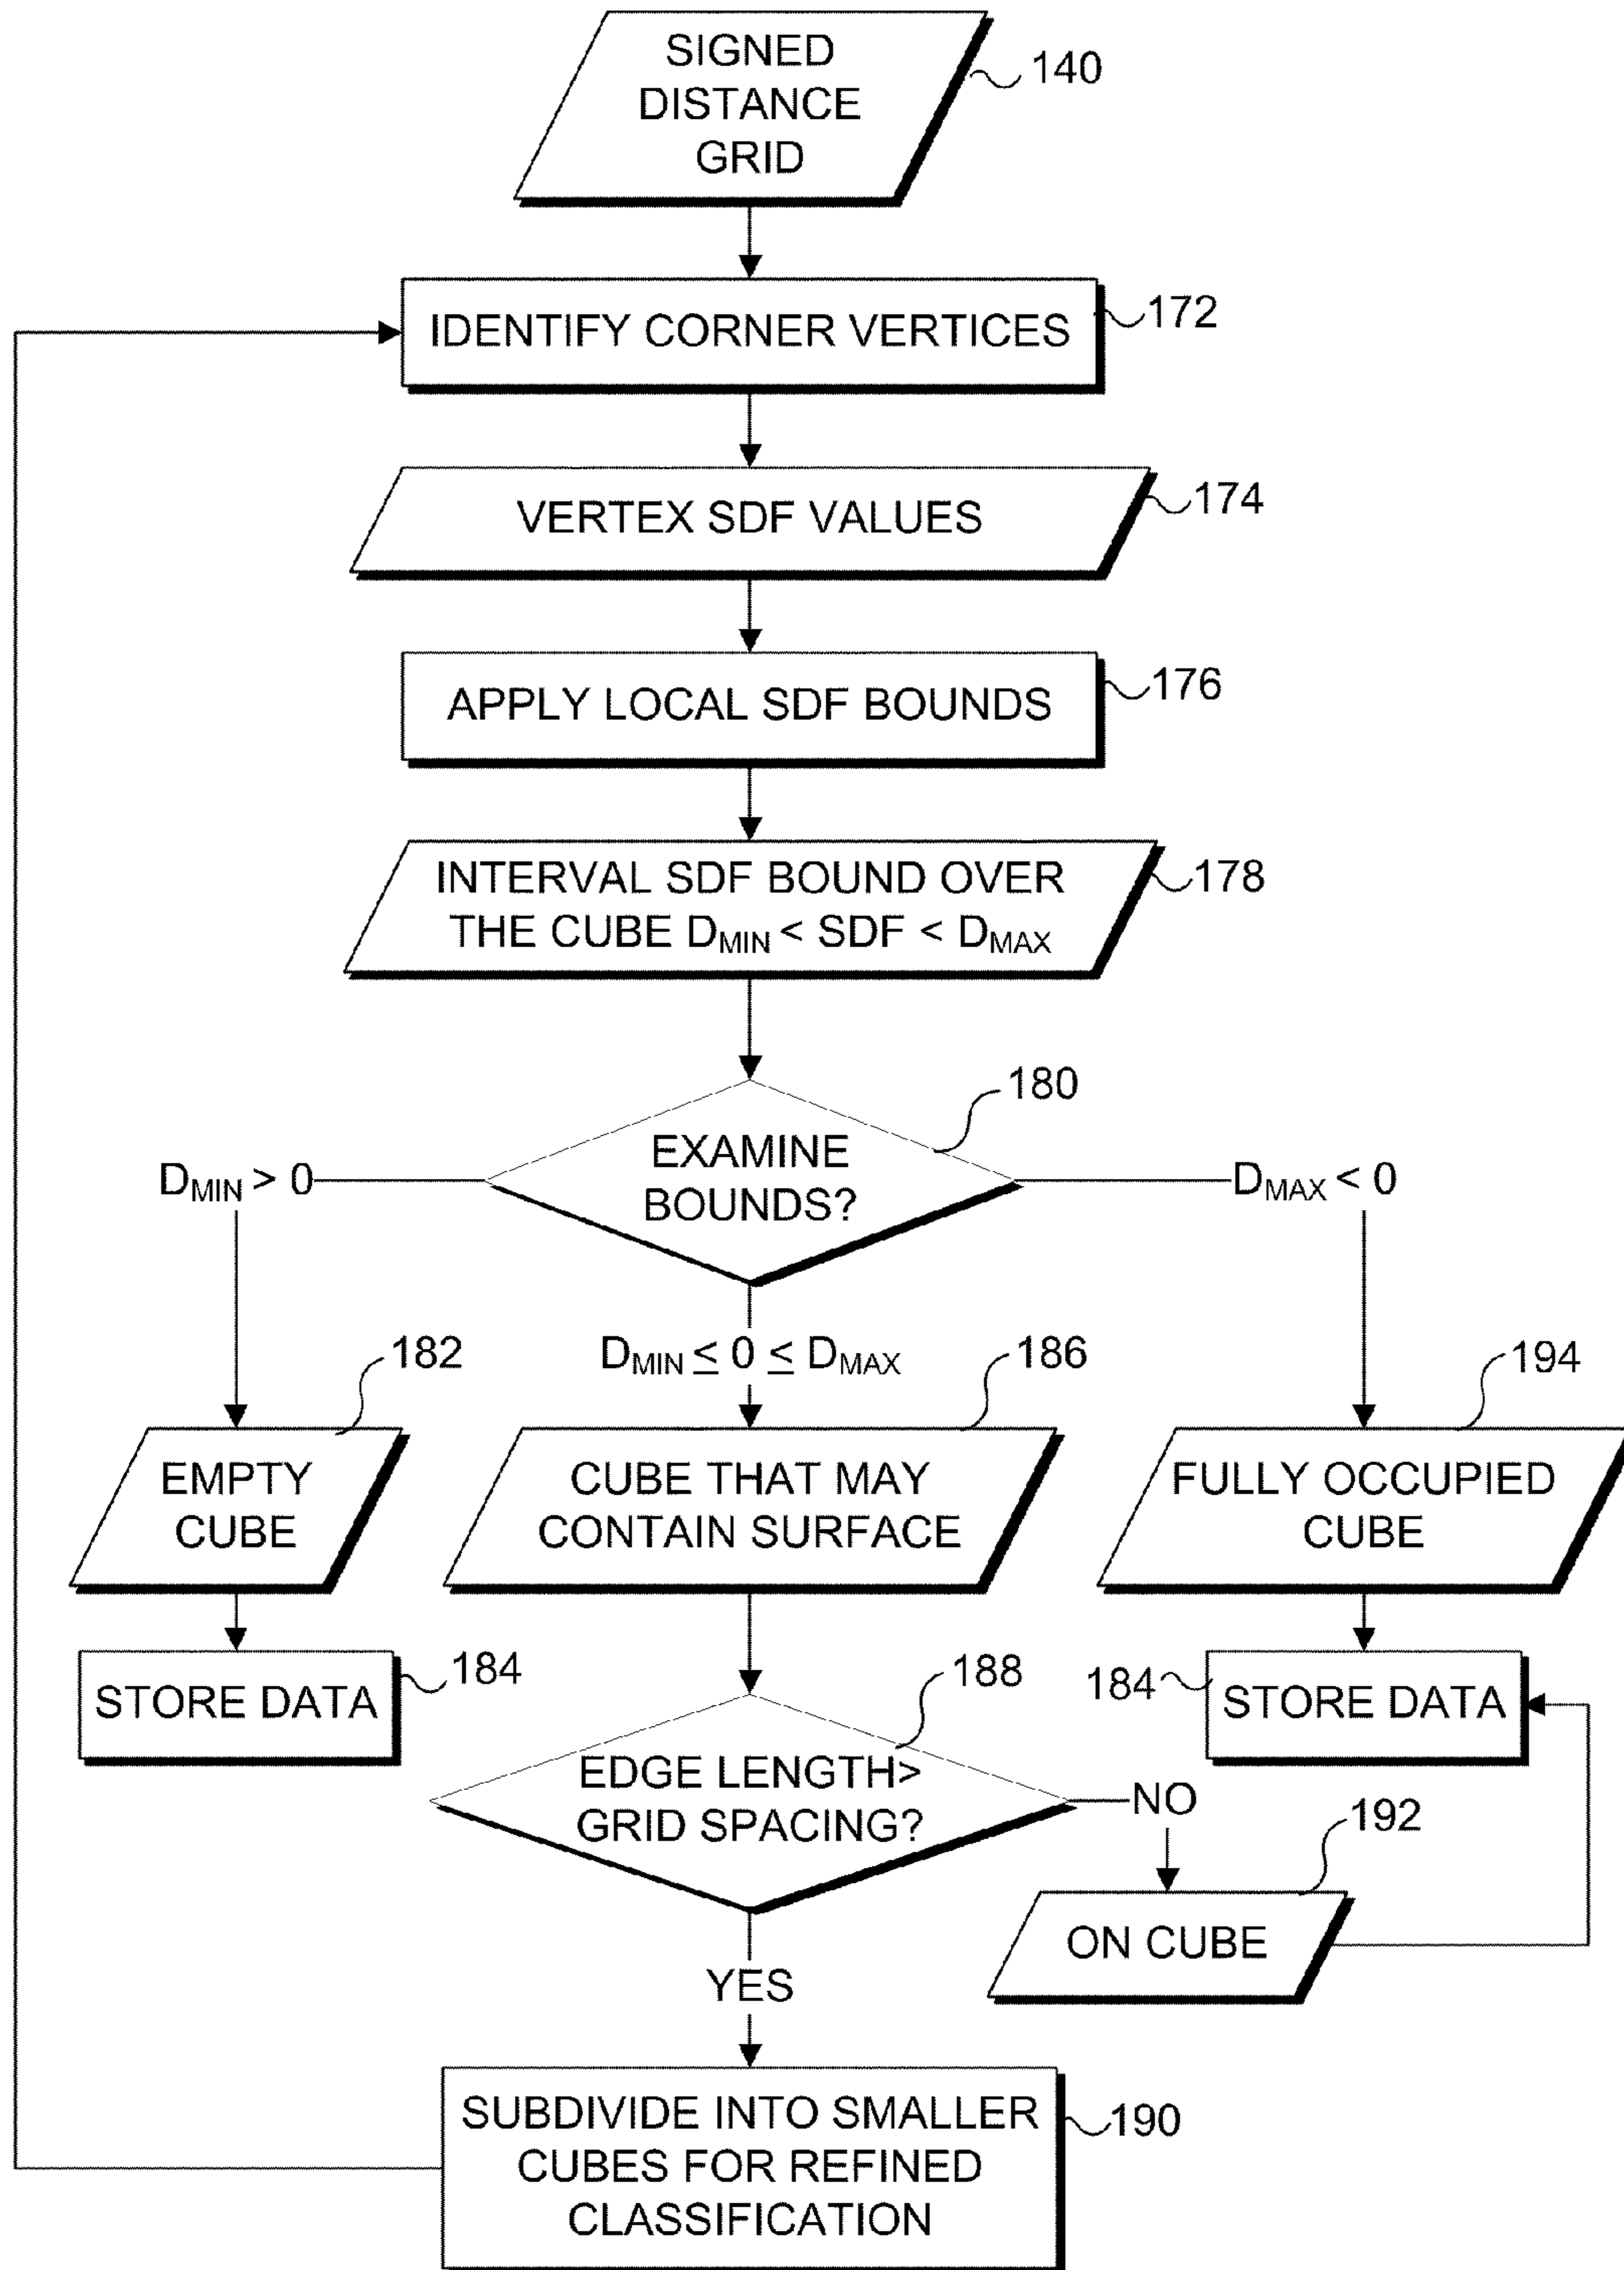 SIGNED
DISTANCE
GRID
140
IDENTIFY CORNER VERTICES
172
VERTEX SDF VALUES
174
APPLY LOCAL SDF BOUNDS
176
INTERVAL SDF BOUND OVER
THE CUBE DMIN < SDF < DMAX
178
180
EXAMINE
BOUNDS?
DMIN > 0
DMAX < 0
DMIN ≤ 0 ≤ DMAX
182
186
194
EMPTY
CUBE
CUBE THAT MAY
CONTAIN SURFACE
FULLY OCCUPIED
CUBE
STORE DATA
184
188
184
STORE DATA
EDGE LENGTH>
GRID SPACING?
NO
192
ON CUBE
YES
SUBDIVIDE INTO SMALLER
CUBES FOR REFINED
CLASSIFICATION
190